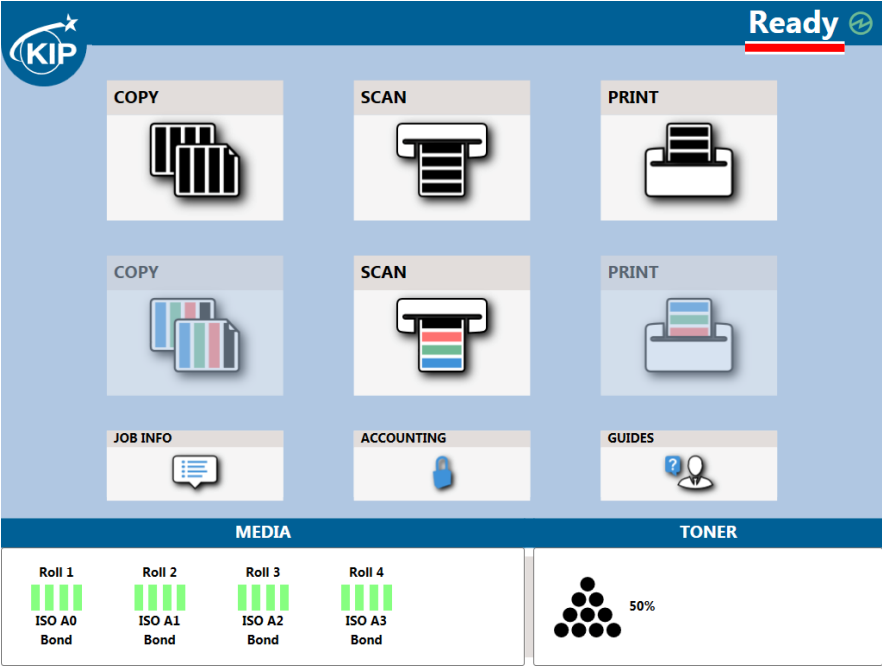 KIP
Ready
COPY
SCAN
PRINT
COPY
SCAN
PRINT
JOB INFO
ACCOUNTING
GUIDES
?
MEDIA
TONER
Roll 1
ISO A0
Bond
Roll 2
ISO A1
Bond
Roll 3
ISO A2
Bond
Roll 4
ISO A3
Bond
50%